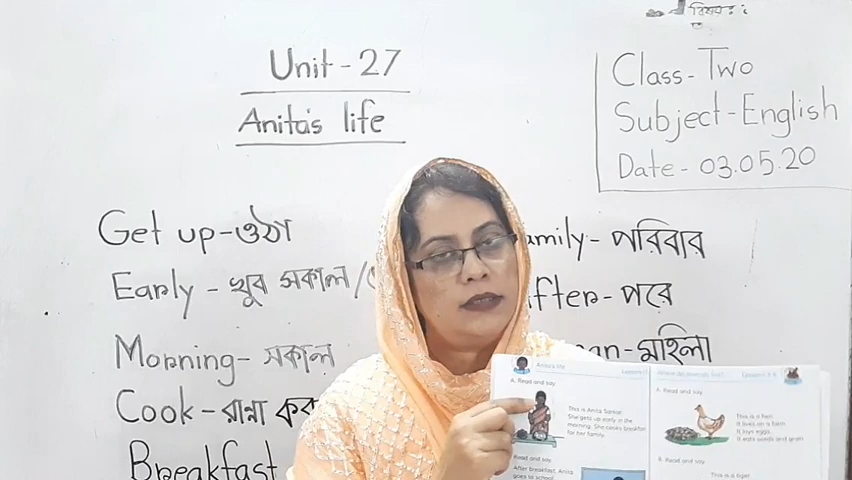 বিষয় :
Unit - 27
Anita's life
Class - Two
Subject - English
Date - 03.05.20
Get up - ওঠা
Early - খুব সকাল /
Morning - সকাল
Cook - রান্না কর
Breakfast
amily - পরিবার
fter - পরে
an - মহিলা
Anita's life
A. Read and say
This is Anita Sarkar.
She gets up early in the
morning. She cooks breakfast
for her family.
Read and say
After breakfast, Anita
goes to school.
A. Read and say
This is a hen.
It lives on a farm.
It lays eggs.
It eats seeds and grain.
B. Read and say
This is a tiger